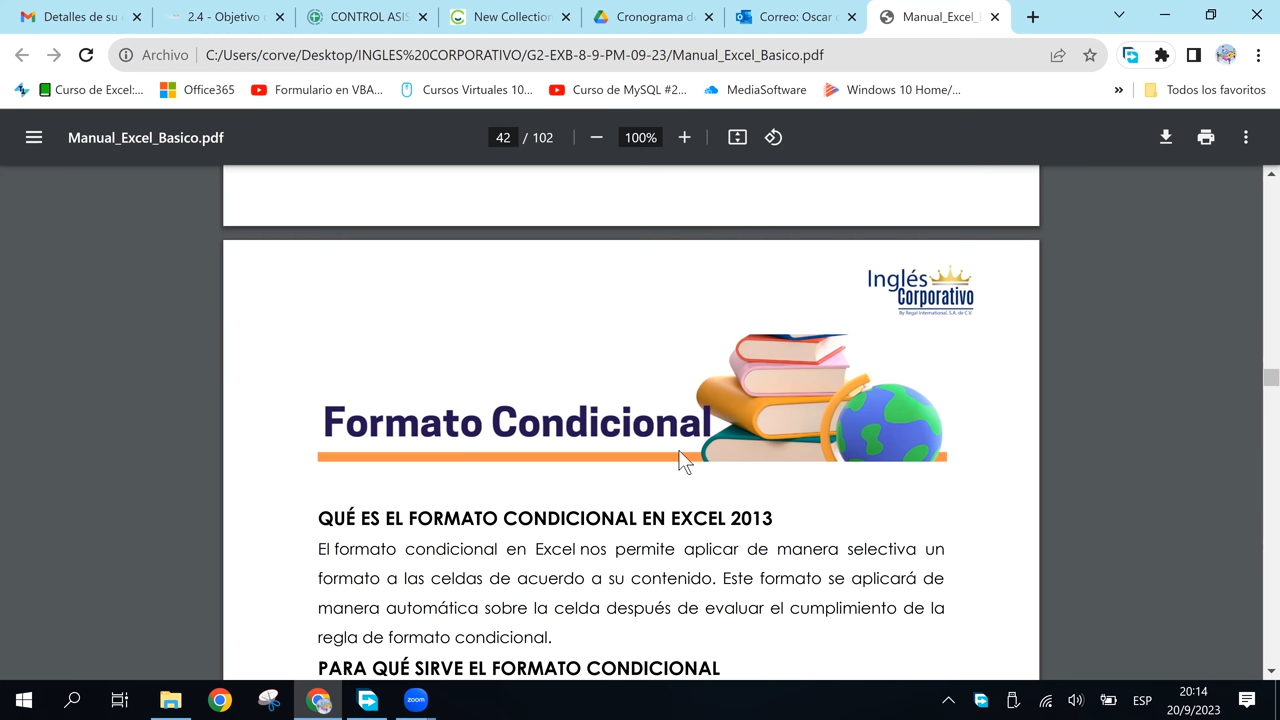 Detalles de su
2.4 - Objetivo
CONTROL ASI
New Collection
Cronograma d
Correo: Oscar
Manual_Excel_
Archivo
C:/Users/corve/Desktop/INGLES%20CORPORATIVO/G2-EXB-8-9-PM-09-23/Manual_Excel_Basico.pdf
Curso de Excel:...
Office365
Formulario en VBA...
Cursos Virtuales 10...
Curso de MySQL #2...
MediaSoftware
Windows 10 Home/...
»
Todos los favoritos
Manual_Excel_Basico.pdf
42 / 102
100%
Inglés
Corporativo
By Regal International, S.A. de C.V.
Formato Condicional
QUÉ ES EL FORMATO CONDICIONAL EN EXCEL 2013
El formato condicional en Excel nos permite aplicar de manera selectiva un
formato a las celdas de acuerdo a su contenido. Este formato se aplicará de
manera automática sobre la celda después de evaluar el cumplimiento de la
regla de formato condicional.
PARA QUÉ SIRVE EL FORMATO CONDICIONAL
zoom
ESP
20:14
20/9/2023